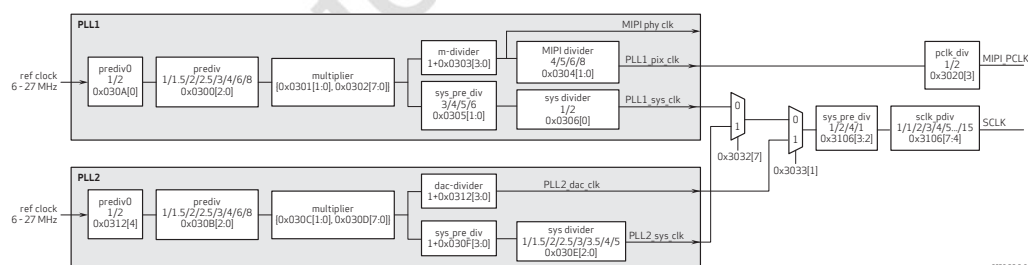 PLL1
MIPI phy clk
ref clock
6 - 27 MHz
prediv0
1/2
0x030A[0]
prediv
1/1.5/2/2.5/3/4/6/8
0x0300[2:0]
multiplier
{0x0301[1:0], 0x0302[7:0]}
m-divider
1+0x0303[3:0]
MIPI divider
4/5/6/8
0x0304[1:0]
PLL1_pix_clk
pclk_div
1/2
0x3020[3]
MIPI_PCLK
sys_pre_div
3/4/5/6
0x0305[1:0]
sys divider
1/2
0x0306[0]
PLL1_sys_clk
0
1
0x3032[7]
0
1
0x3033[1]
sys pre_div
1/2/4/1
0x3106[3:2]
sclk_pdiv
1/1/2/3/4/5.../15
0x3106[7:4]
SCLK
PLL2
ref clock
6 - 27 MHz
prediv0
1/2
0x0312[4]
prediv
1/1.5/2/2.5/3/4/6/8
0x030B[2:0]
multiplier
{0x030C[1:0], 0x030D[7:0]}
dac-divider
1+0x0312[3:0]
PLL2_dac_clk
sys_pre_div
1+0x030F[3:0]
sys divider
1/1.5/2/2.5/3/3.5/4/5
0x030E[2:0]
PLL2_sys_clk